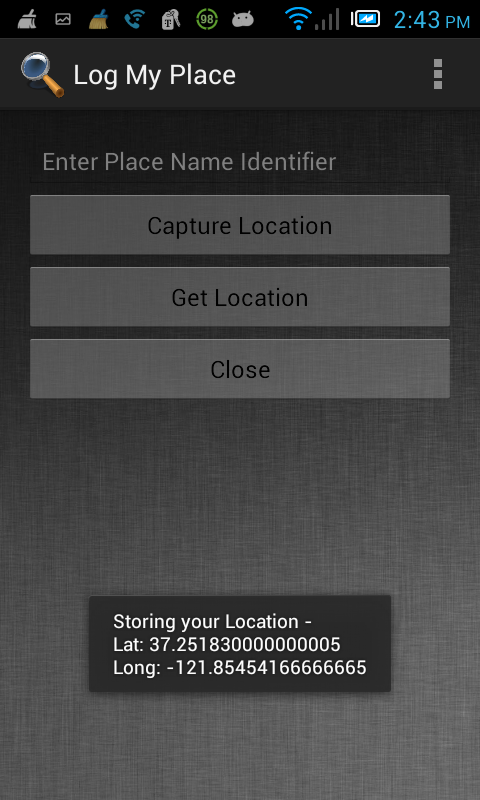 98
2:43 PM
Log My Place
Enter Place Name Identifier
Capture Location
Get Location
Close
Storing your Location -
Lat: 37.251830000000005
Long: -121.85454166666665